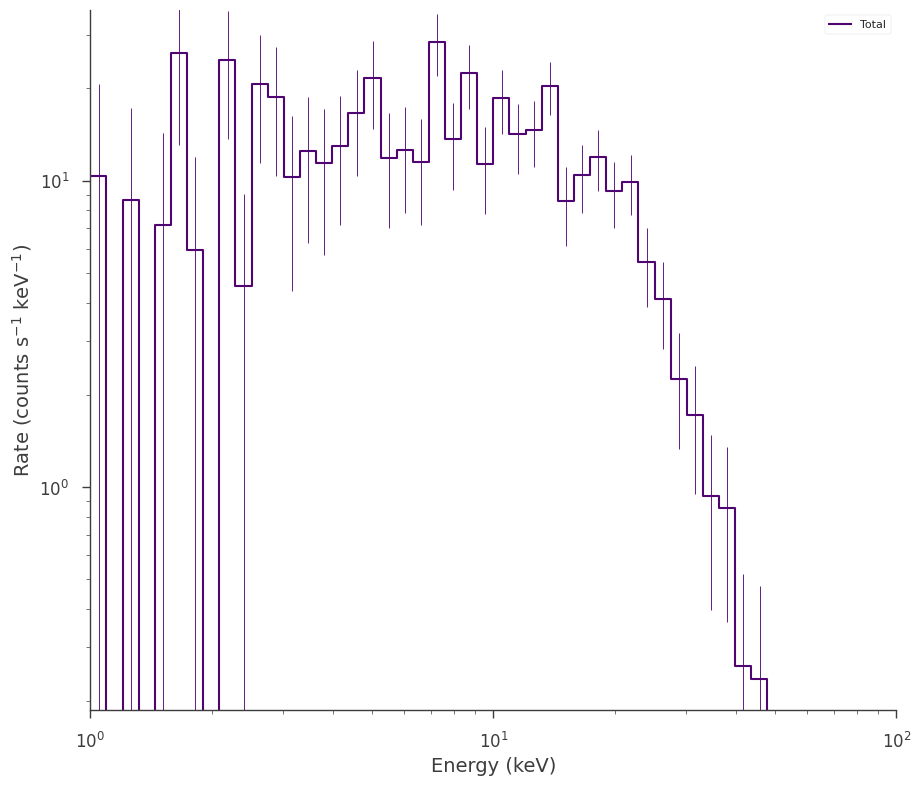 Total
10¹
10⁰
Rate (counts s⁻¹ keV⁻¹)
10⁰ 10¹ 10²
Energy (keV)